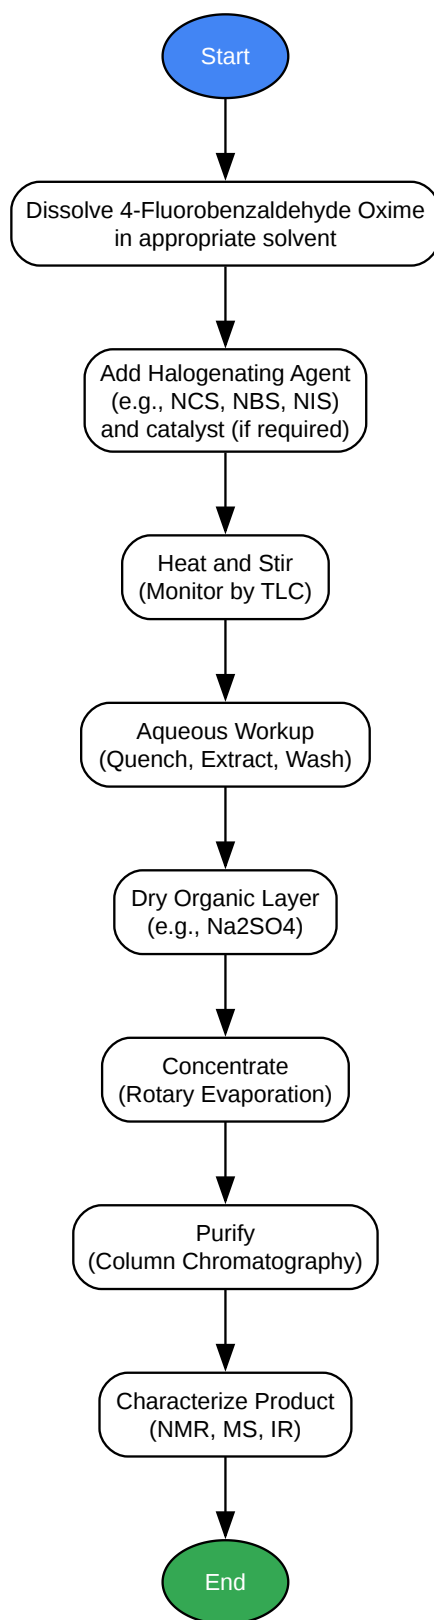 Start
Dissolve 4-Fluorobenzaldehyde Oxime
in appropriate solvent
Add Halogenating Agent
(e.g., NCS, NBS, NIS)
and catalyst (if required)
Heat and Stir
(Monitor by TLC)
Aqueous Workup
(Quench, Extract, Wash)
Dry Organic Layer
(e.g., Na2SO4)
Concentrate
(Rotary Evaporation)
Purify
(Column Chromatography)
Characterize Product
(NMR, MS, IR)
End